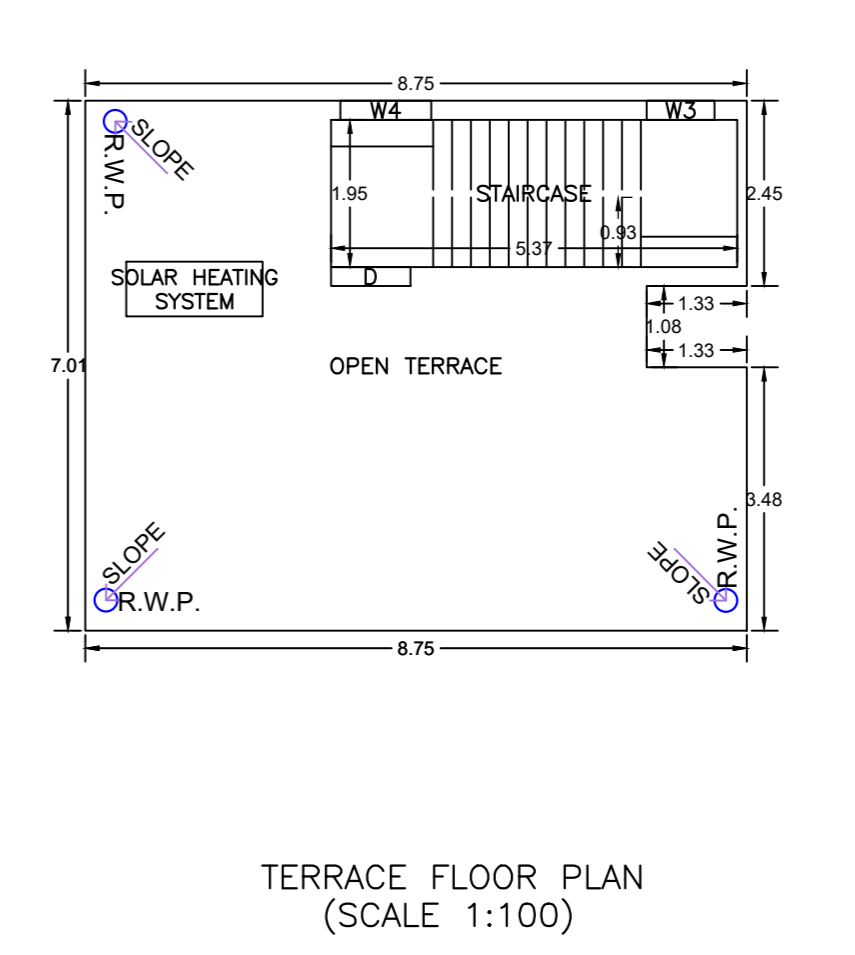 8.75
W4
W3
SLOPE
R.W.P.
1.95
STAIRCASE
2.45
0.93
5.37
SOLAR HEATING
SYSTEM
D
1.33
1.08
1.33
7.01
OPEN TERRACE
3.48
SLOPE
R.W.P.
SLOPE
R.W.P.
8.75
TERRACE FLOOR PLAN
(SCALE 1:100)